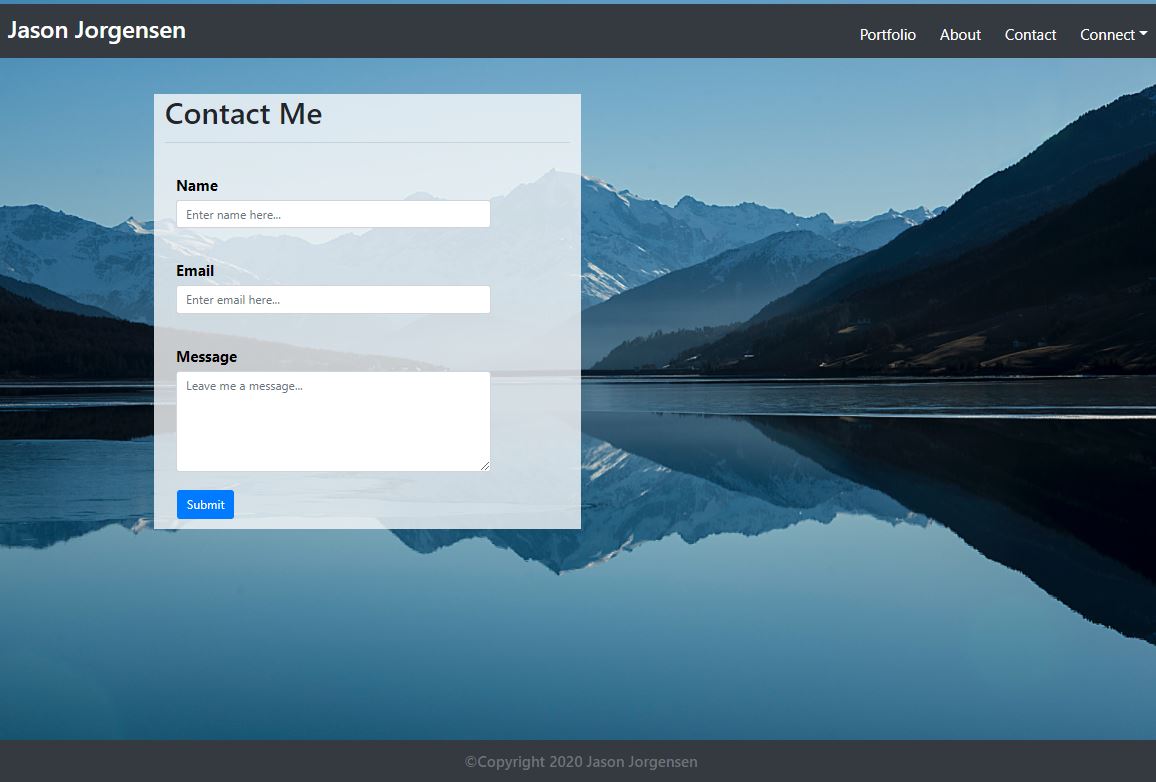 Jason Jorgensen
Portfolio About Contact Connect
Contact Me
Name
Enter name here...
Email
Enter email here...
Message
Leave me a message...
Submit
©Copyright 2020 Jason Jorgensen